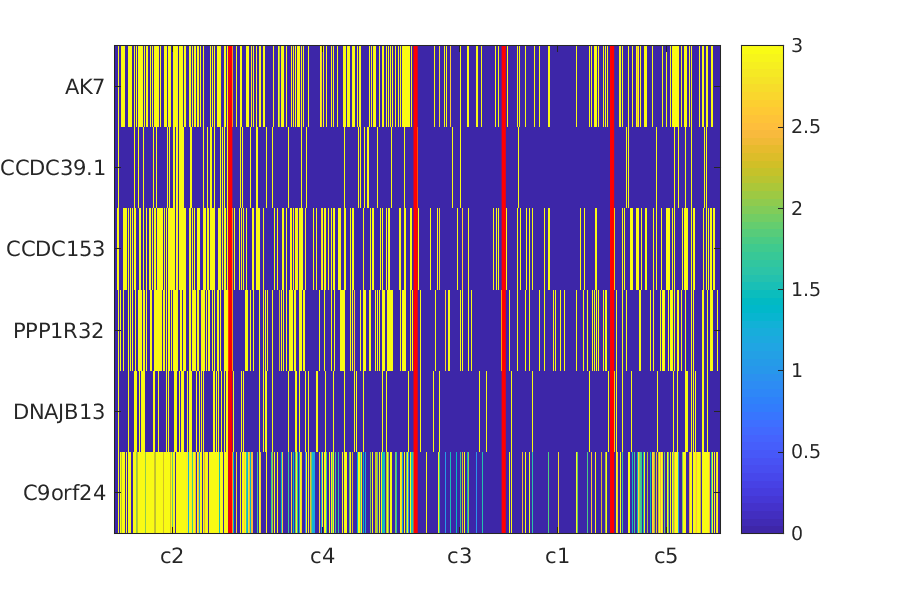 AK7
CCDC39.1
CCDC153
PPP1R32
DNAJB13
C9orf24
c2 c4 c3 c1 c5
3
2.5
2
1.5
1
0.5
0